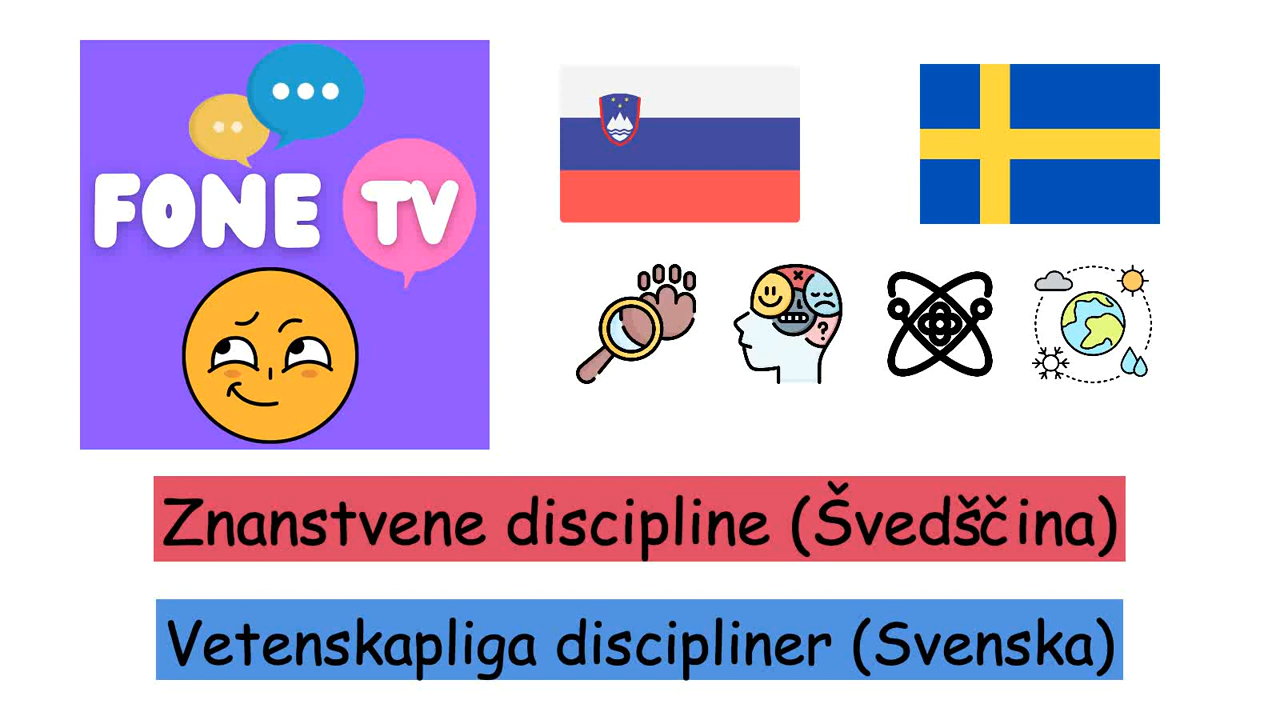 FONE TV
?
Znanstvene discipline (Švedščina)
Vetenskapliga discipliner (Svenska)